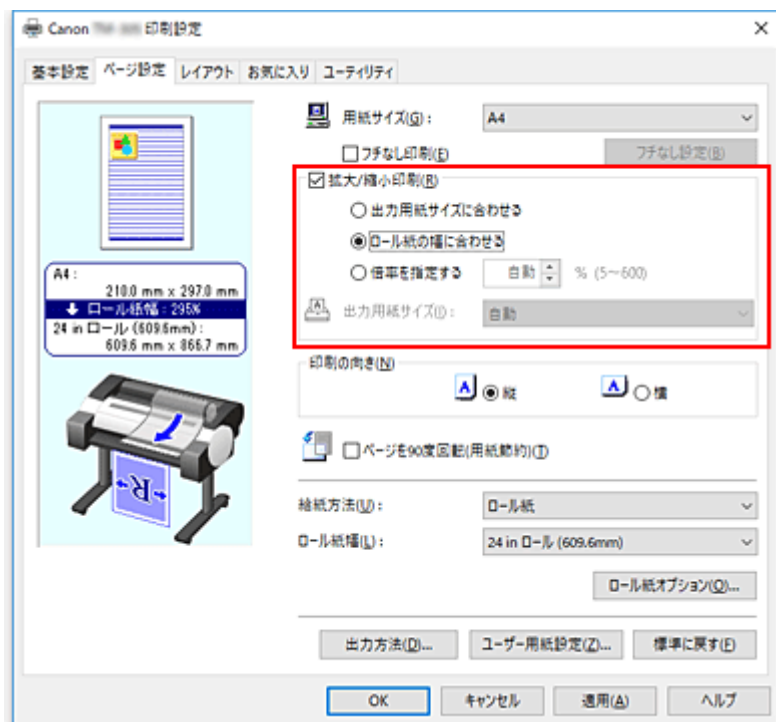 Canon 印刷設定
基本設定 ページ設定 レイアウト お気に入り ユーティリティ
用紙サイズ(G): A4
フチなし印刷(E) フチなし設定(B)
拡大/縮小印刷(R)
出力用紙サイズに合わせる
ロール紙の幅に合わせる
倍率を指定する 自動 % (5～600)
出力用紙サイズ(I): 自動
A4:
210.0 mm x 297.0 mm
ロール紙幅: 295%
24 in ロール (609.6mm):
609.6 mm x 866.7 mm
印刷の向き(N)
A 縦 A 横
ページを90度回転(用紙節約)(T)
R
給紙方法(U): ロール紙
ロール紙幅(L): 24 in ロール (609.6mm)
ロール紙オプション(O)...
出力方法(D)... ユーザー用紙設定(Z)... 標準に戻す(F)
OK キャンセル 適用(A) ヘルプ